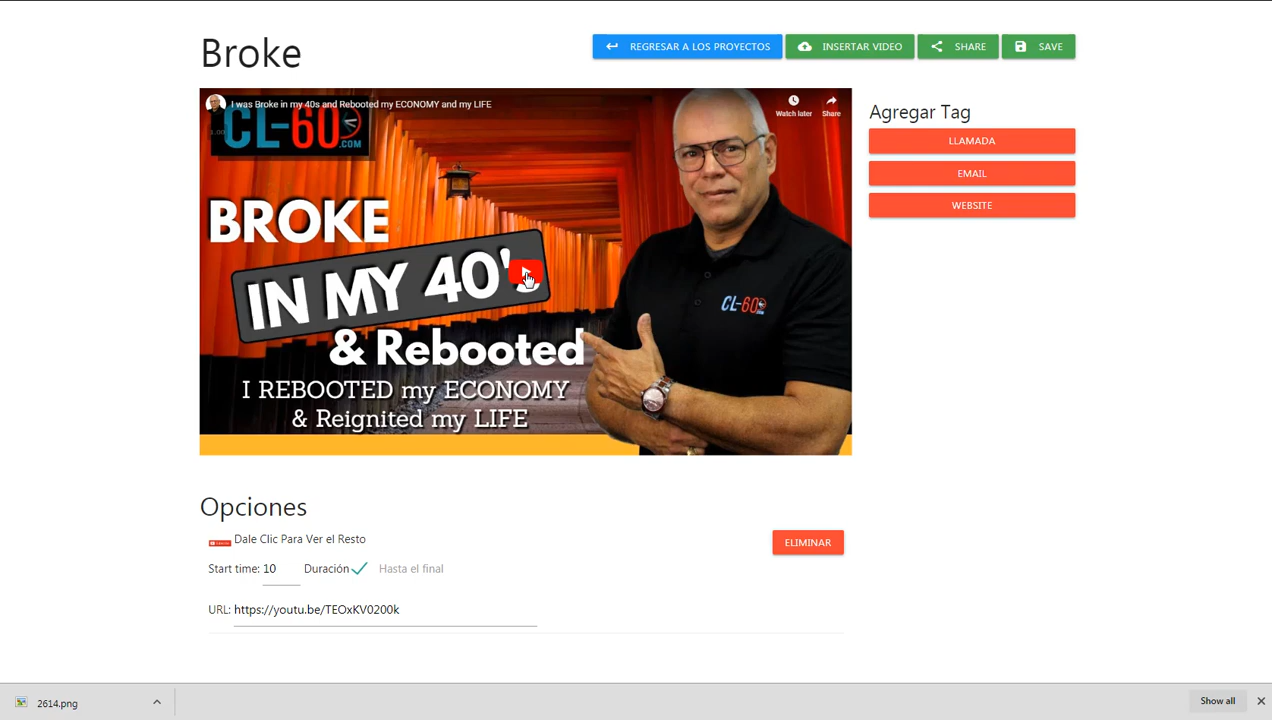 Broke
REGRESAR A LOS PROYECTOS
INSERTAR VIDEO
SHARE
SAVE
I was Broke in my 40s and Rebooted my ECONOMY and my LIFE
Watch later
Share
1.00
CL-60
.COM
BROKE
IN MY 40's
& Rebooted
I REBOOTED my ECONOMY
& Reignited my LIFE
CL-60
Agregar Tag
LLAMADA
EMAIL
WEBSITE
Opciones
Dale Clic Para Ver el Resto
ELIMINAR
Start time: 10 Duración Hasta el final
URL: https://youtu.be/TEOxKV0200k
2614.png
Show all